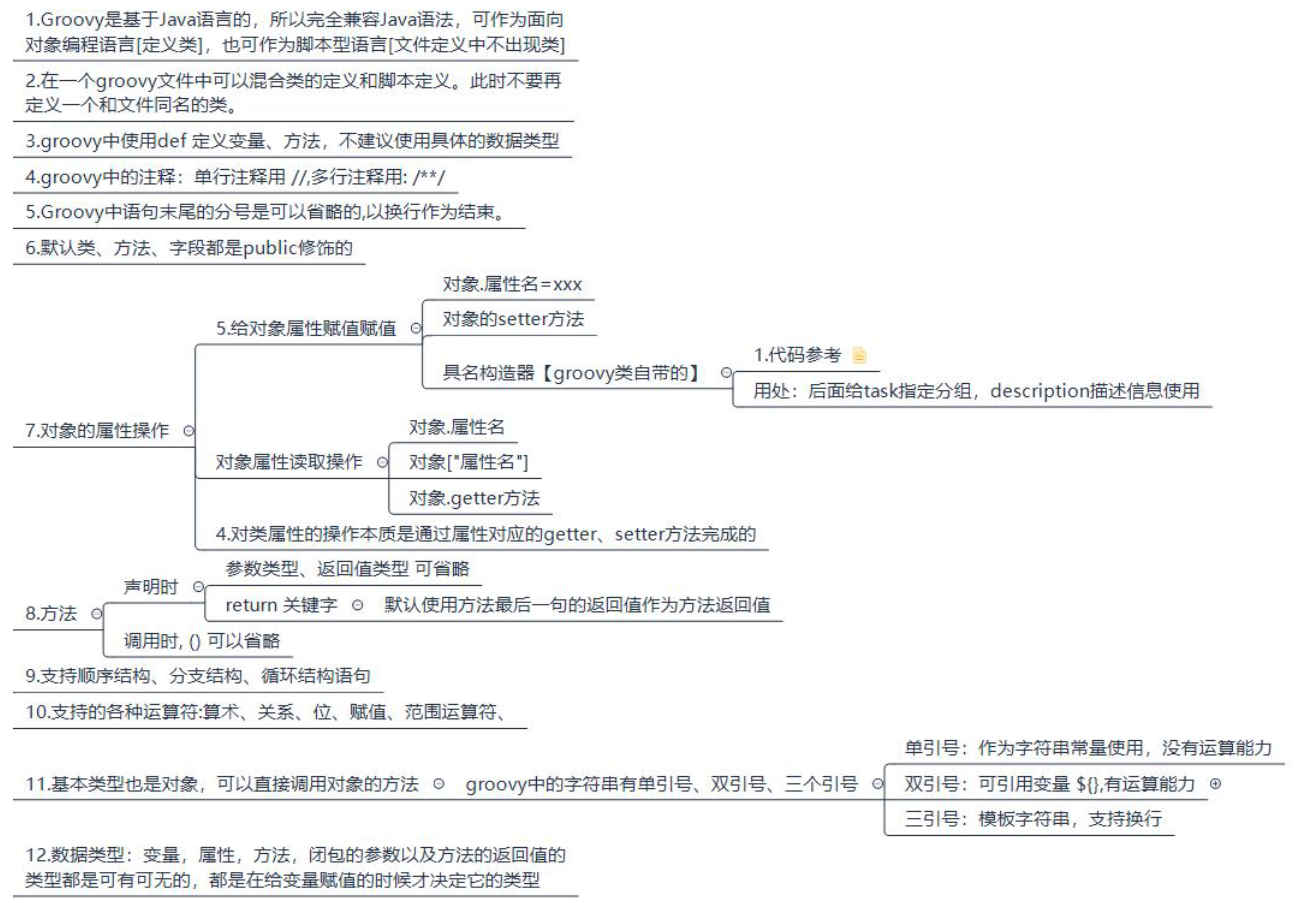 1.Groovy是基于Java语言的，所以完全兼容Java语法，可作为面向
对象编程语言[定义类]，也可作为脚本型语言[文件定义中不出现类]
2.在一个groovy文件中可以混合类的定义和脚本定义。此时不要再
定义一个和文件同名的类。
3.groovy中使用def 定义变量、方法，不建议使用具体的数据类型
4.groovy中的注释：单行注释用 //,多行注释用: /**/
5.Groovy中语句末尾的分号是可以省略的,以换行作为结束。
6.默认类、方法、字段都是public修饰的
7.对象的属性操作
5.给对象属性赋值赋值
对象.属性名=xxx
对象的setter方法
具名构造器【groovy类自带的】
1.代码参考
用处：后面给task指定分组，description描述信息使用
对象属性读取操作
对象.属性名
对象["属性名"]
对象.getter方法
4.对类属性的操作本质是通过属性对应的getter、setter方法完成的
8.方法
声明时
参数类型、返回值类型 可省略
return 关键字
默认使用方法最后一句的返回值作为方法返回值
调用时, () 可以省略
9.支持顺序结构、分支结构、循环结构语句
10.支持的各种运算符:算术、关系、位、赋值、范围运算符、
11.基本类型也是对象，可以直接调用对象的方法
groovy中的字符串有单引号、双引号、三个引号
单引号：作为字符串常量使用，没有运算能力
双引号：可引用变量 ${},有运算能力
三引号：模板字符串，支持换行
12.数据类型：变量，属性，方法，闭包的参数以及方法的返回值的
类型都是可有可无的，都是在给变量赋值的时候才决定它的类型